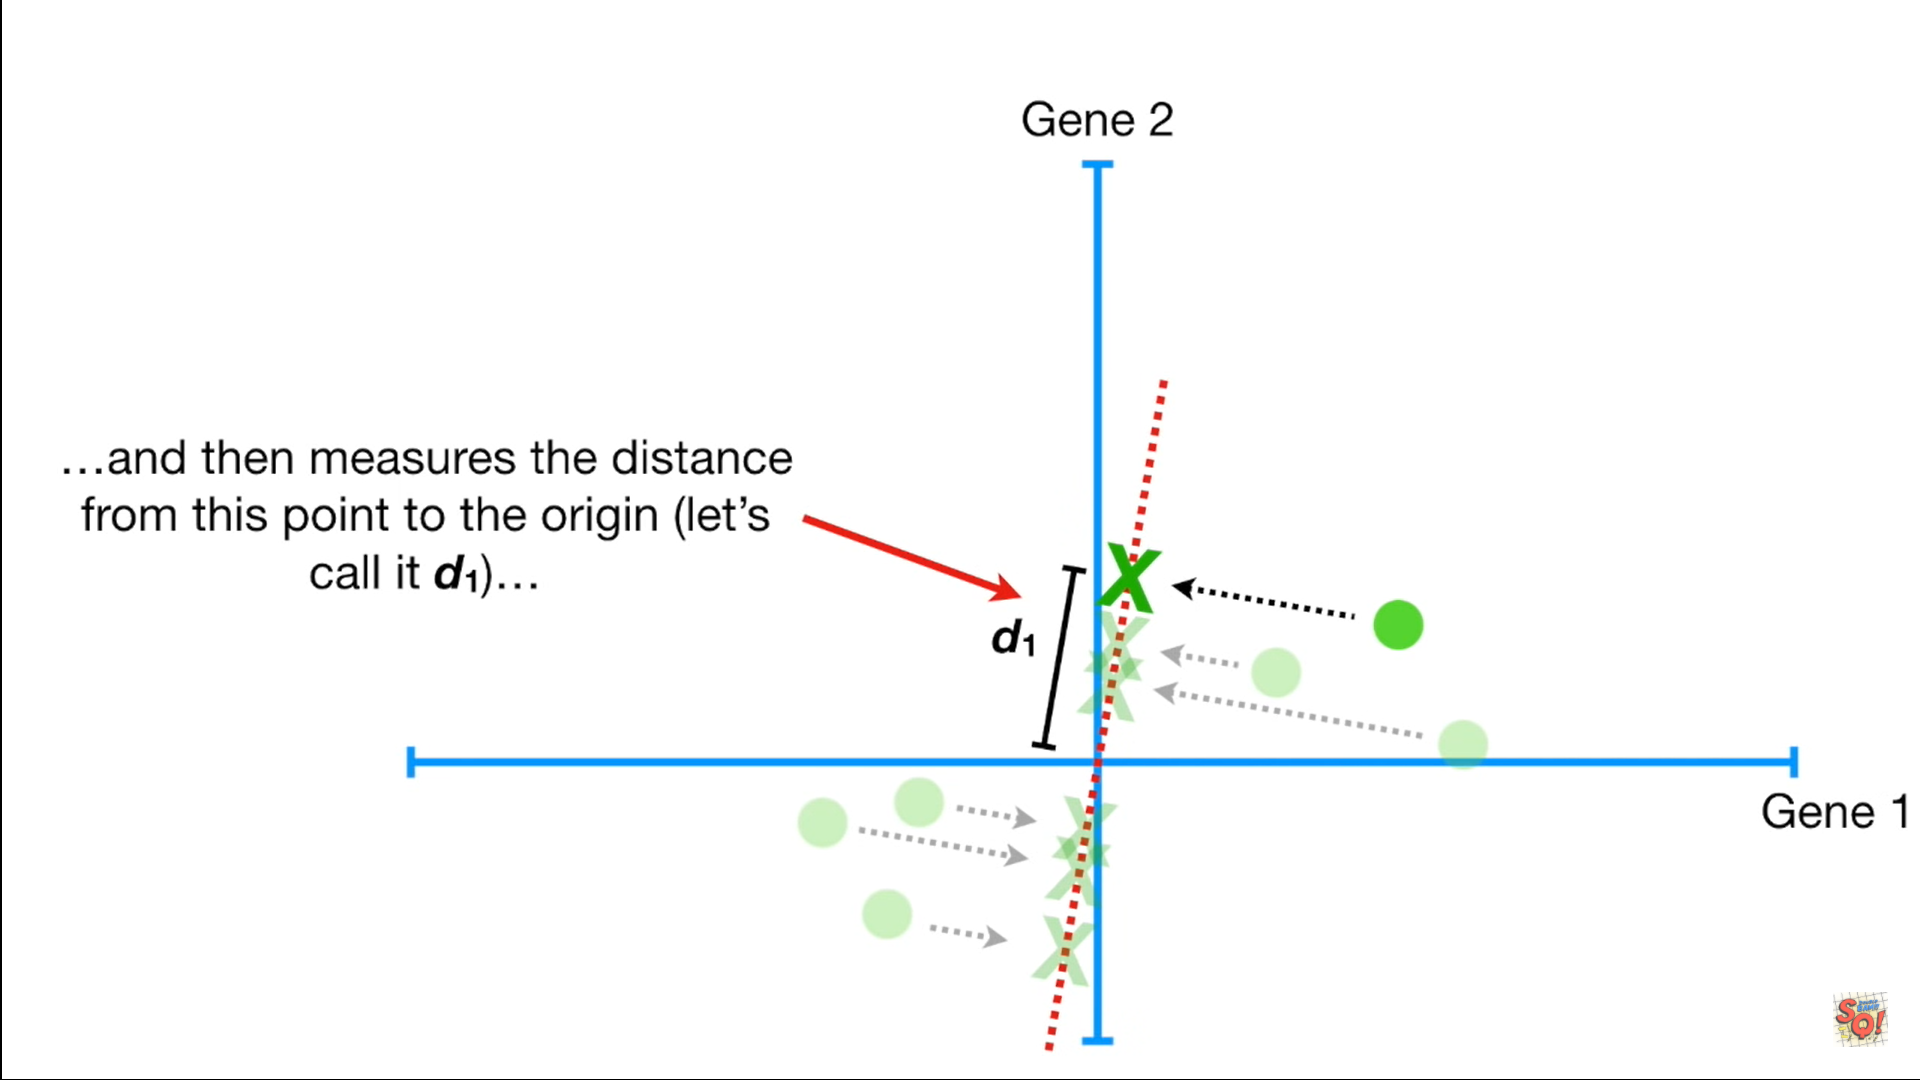 Gene 2
…and then measures the distance
from this point to the origin (let’s
call it d₁)…
d₁
Gene 1
SQ!